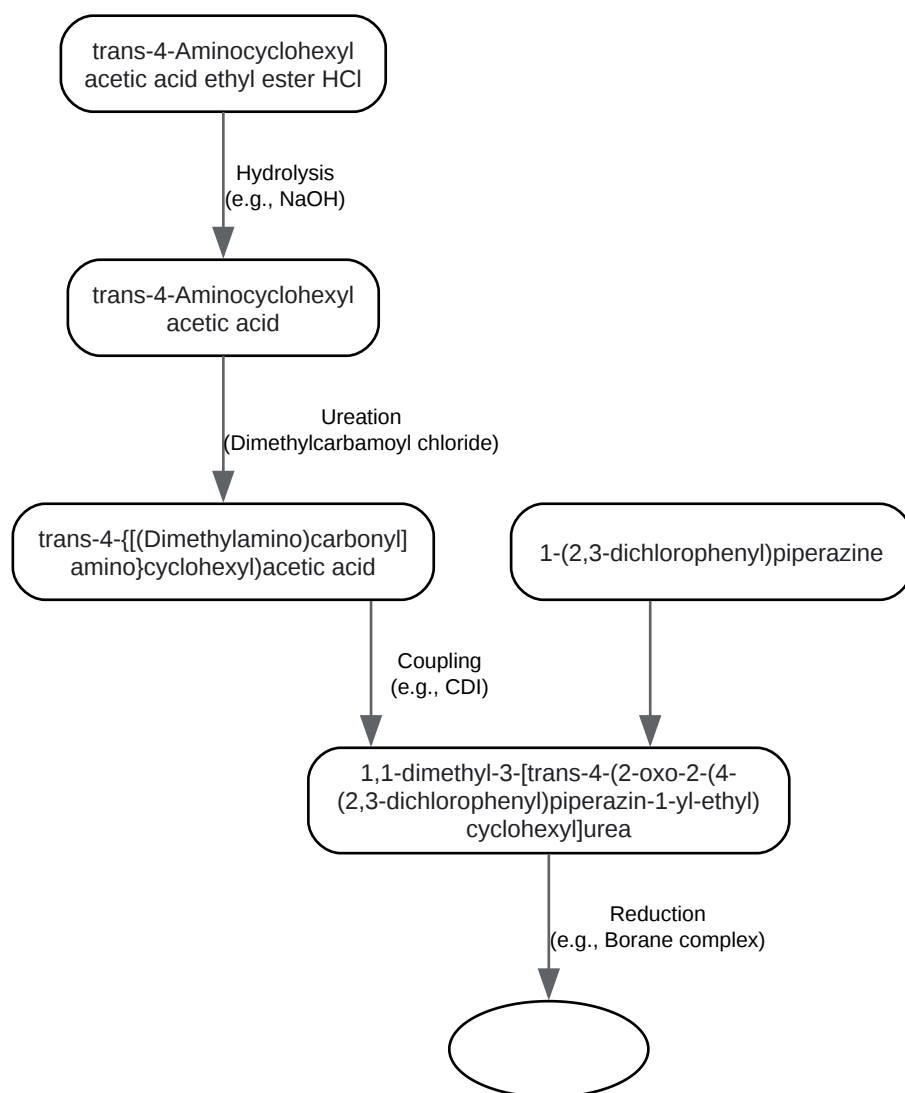 trans-4-Aminocyclohexyl
acetic acid ethyl ester HCl
Hydrolysis
(e.g., NaOH)
trans-4-Aminocyclohexyl
acetic acid
Ureation
(Dimethylcarbamoyl chloride)
trans-4-{[(Dimethylamino)carbonyl]
amino}cyclohexyl)acetic acid
1-(2,3-dichlorophenyl)piperazine
Coupling
(e.g., CDI)
1,1-dimethyl-3-[trans-4-(2-oxo-2-(4-
(2,3-dichlorophenyl)piperazin-1-yl-ethyl)
cyclohexyl]urea
Reduction
(e.g., Borane complex)